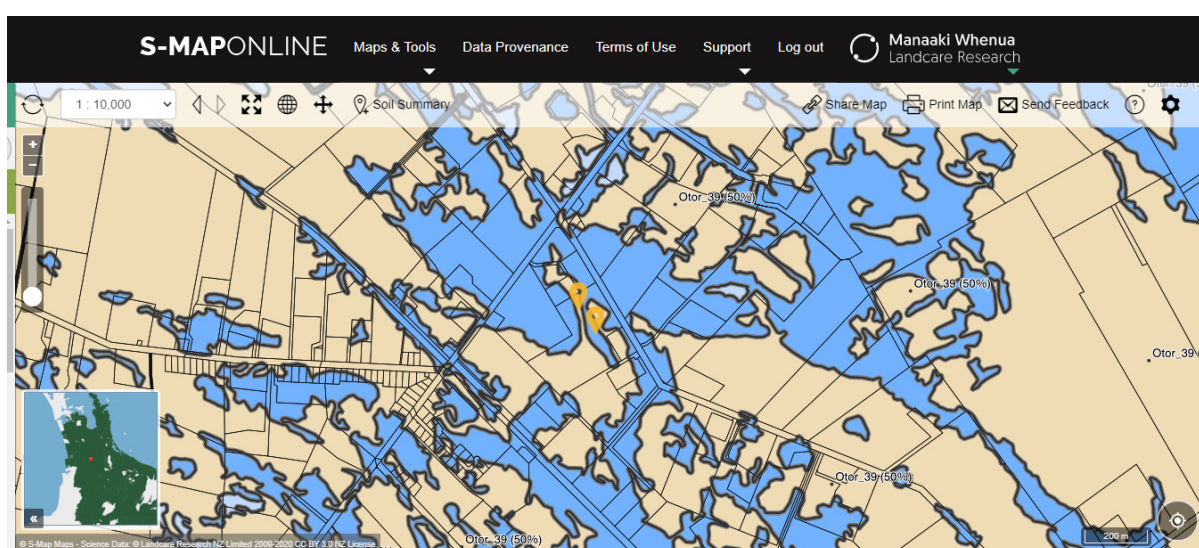 S-MAPONLINE
Maps & Tools
Data Provenance
Terms of Use
Support
Log out
Manaaki Whenua
Landcare Research
1 : 10,000
Soil Summary
Share Map
Print Map
Send Feedback
?
+
−
Otor_39 (50%)
Otor_39 (50%)
Otor_39
Otor_39 (50%)
Otor_39 (50%)
«
200 m
© S-Map Maps - Science Data: © Landcare Research NZ Limited 2009-2020 CC BY 3.0 NZ License